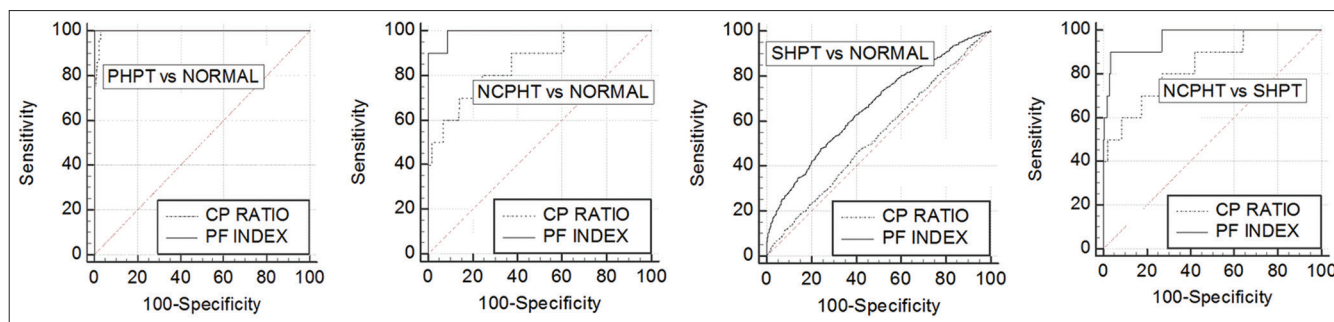 100
80
60
40
20
0
Sensitivity
PHPT vs NORMAL
CP RATIO
PF INDEX
0 20 40 60 80 100
100-Specificity
100
80
60
40
20
0
Sensitivity
NCPHT vs NORMAL
CP RATIO
PF INDEX
0 20 40 60 80 100
100-Specificity
100
80
60
40
20
0
Sensitivity
SHPT vs NORMAL
CP RATIO
PF INDEX
0 20 40 60 80 100
100-Specificity
100
80
60
40
20
0
Sensitivity
NCPHT vs SHPT
CP RATIO
PF INDEX
0 20 40 60 80 100
100-Specificity